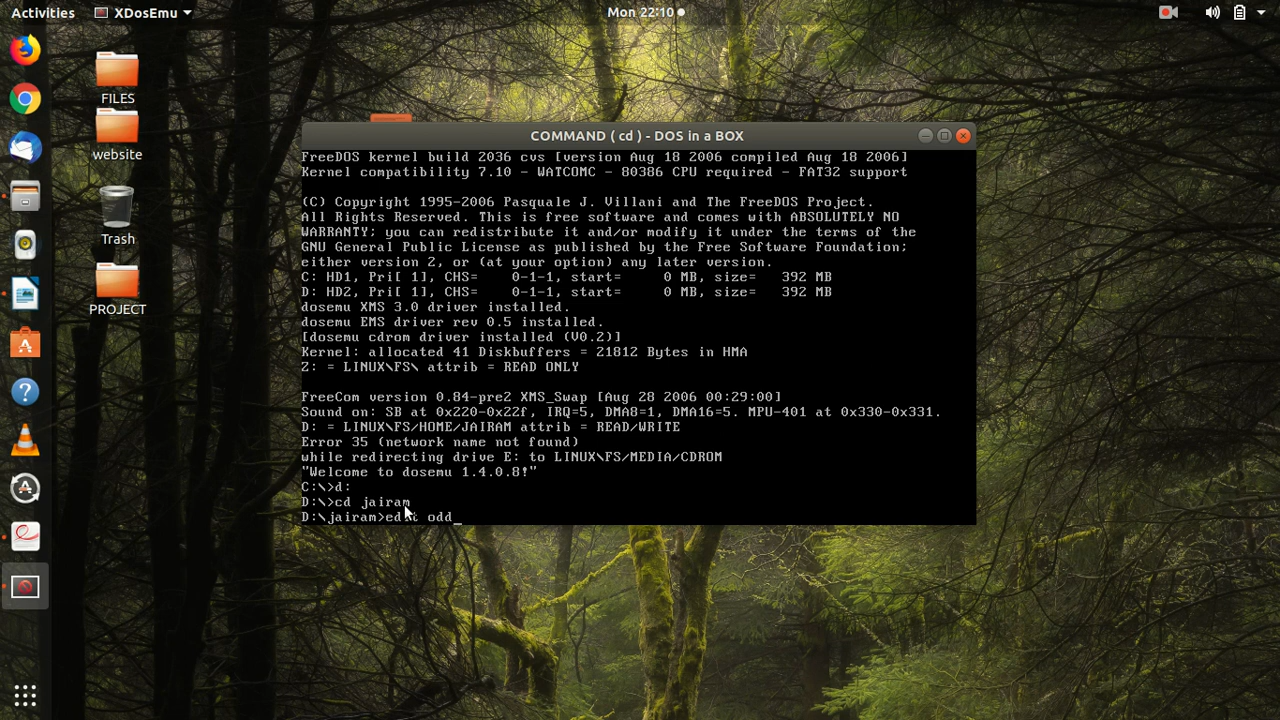 Activities XDosEmu Mon 22:10
FILES
website
Trash
PROJECT
COMMAND ( cd ) - DOS in a BOX
FreeDOS kernel build 2036 cvs [version Aug 18 2006 compiled Aug 18 2006]
Kernel compatibility 7.10 - WATCOMC - 80386 CPU required - FAT32 support
(C) Copyright 1995-2006 Pasquale J. Villani and The FreeDOS Project.
All Rights Reserved. This is free software and comes with ABSOLUTELY NO
WARRANTY; you can redistribute it and/or modify it under the terms of the
GNU General Public License as published by the Free Software Foundation;
either version 2, or (at your option) any later version.
C: HD1, Pri[ 1], CHS=    0-1-1, start=     0 MB, size=   392 MB
D: HD2, Pri[ 1], CHS=    0-1-1, start=     0 MB, size=   392 MB
dosemu XMS 3.0 driver installed.
dosemu EMS driver rev 0.5 installed.
[dosemu cdrom driver installed (V0.2)]
Kernel: allocated 41 Diskbuffers = 21812 Bytes in HMA
Z: = LINUX\FS\ attrib = READ ONLY
FreeCom version 0.84-pre2 XMS_Swap [Aug 28 2006 00:29:00]
Sound on: SB at 0x220-0x22f, IRQ=5, DMA8=1, DMA16=5. MPU-401 at 0x330-0x331.
D: = LINUX\FS/HOME/JAIRAM attrib = READ/WRITE
Error 35 (network name not found)
while redirecting drive E: to LINUX\FS/MEDIA/CDROM
"Welcome to dosemu 1.4.0.8!"
C:\>d:
D:\>cd jairam
D:\jairam>edit odd_